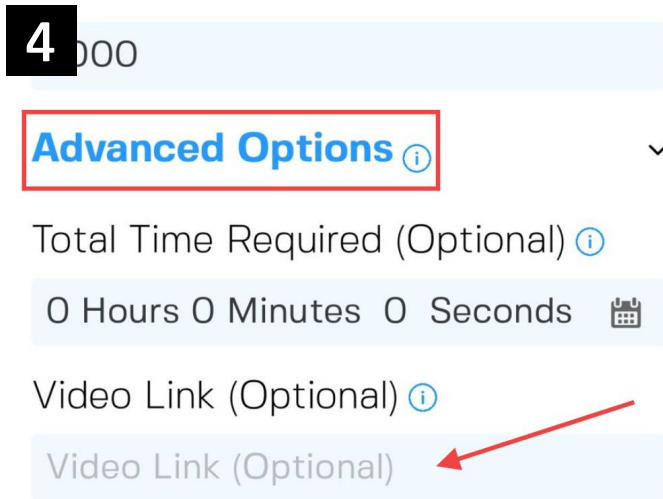 4
000
Advanced Options
Total Time Required (Optional)
0 Hours 0 Minutes 0 Seconds
Video Link (Optional)
Video Link (Optional)